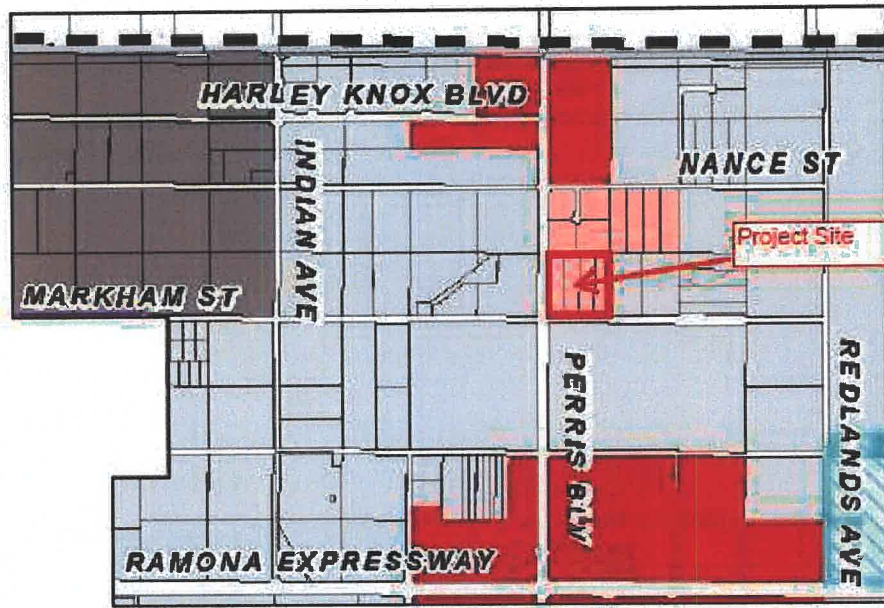 HARLEY KNOX BLVD
NANCE ST
INDIAN AVE
Project Site
MARKHAM ST
PERRIS BLV
REDLANDS AVE
RAMONA EXPRESSWAY